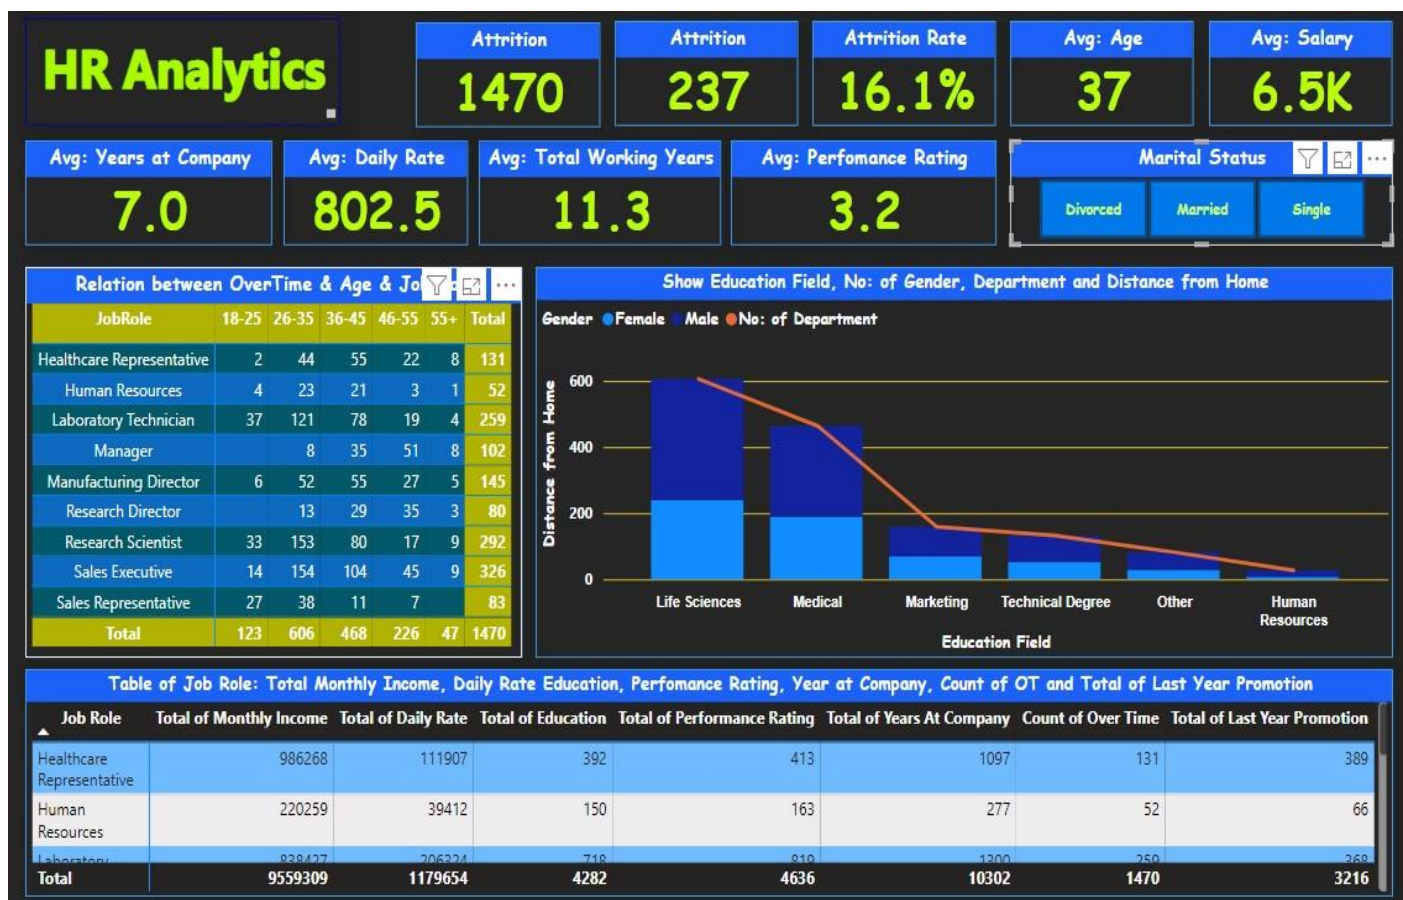 HR Analytics
Attrition
1470
Attrition
237
Attrition Rate
16.1%
Avg: Age
37
Avg: Salary
6.5K
Avg: Years at Company
7.0
Avg: Daily Rate
802.5
Avg: Total Working Years
11.3
Avg: Perfomance Rating
3.2
Marital Status
Divorced Married Single
Relation between OverTime & Age & Jo
JobRole 18-25 26-35 36-45 46-55 55+ Total
Healthcare Representative 2 44 55 22 8 131
Human Resources 4 23 21 3 1 52
Laboratory Technician 37 121 78 19 4 259
Manager 8 35 51 8 102
Manufacturing Director 6 52 55 27 5 145
Research Director 13 29 35 3 80
Research Scientist 33 153 80 17 9 292
Sales Executive 14 154 104 45 9 326
Sales Representative 27 38 11 7 83
Total 123 606 468 226 47 1470
Show Education Field, No: of Gender, Department and Distance from Home
Gender Female Male No: of Department
Distance from Home
600
400
200
0
Life Sciences Medical Marketing Technical Degree Other Human
Resources
Education Field
Table of Job Role: Total Monthly Income, Daily Rate Education, Perfomance Rating, Year at Company, Count of OT and Total of Last Year Promotion
Job Role Total of Monthly Income Total of Daily Rate Total of Education Total of Performance Rating Total of Years At Company Count of Over Time Total of Last Year Promotion
Healthcare 986268 111907 392 413 1097 131 389
Representative
Human 220259 39412 150 163 277 52 66
Resources
Laboratory 838427 206324 718 819 1300 259 368
Total 9559309 1179654 4282 4636 10302 1470 3216